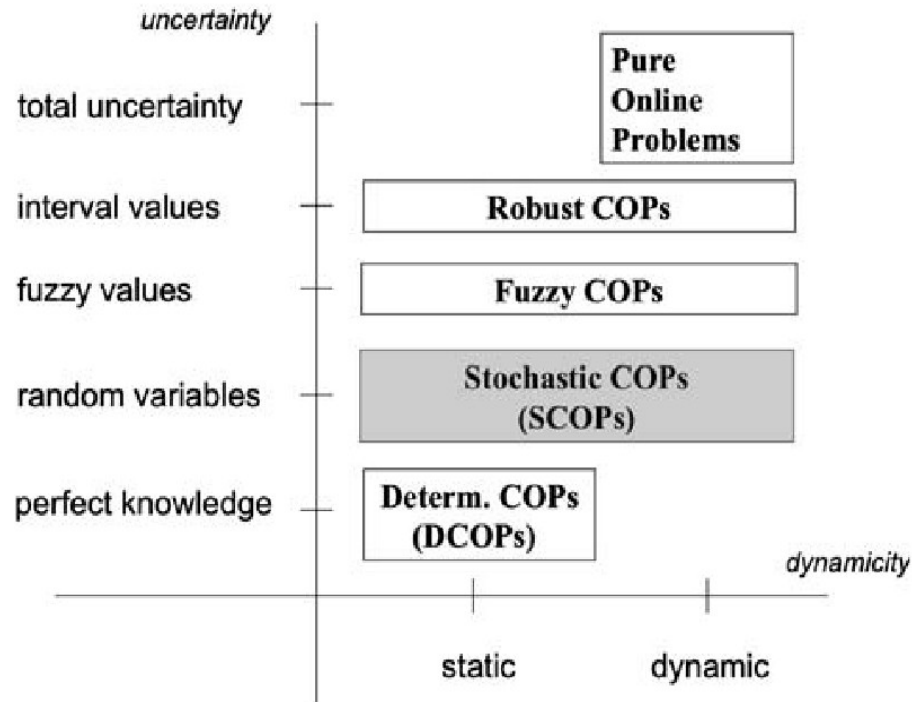 uncertainty
total uncertainty
Pure
Online
Problems
interval values
Robust COPs
fuzzy values
Fuzzy COPs
random variables
Stochastic COPs
(SCOPs)
perfect knowledge
Determ. COPs
(DCOPs)
dynamicity
static
dynamic